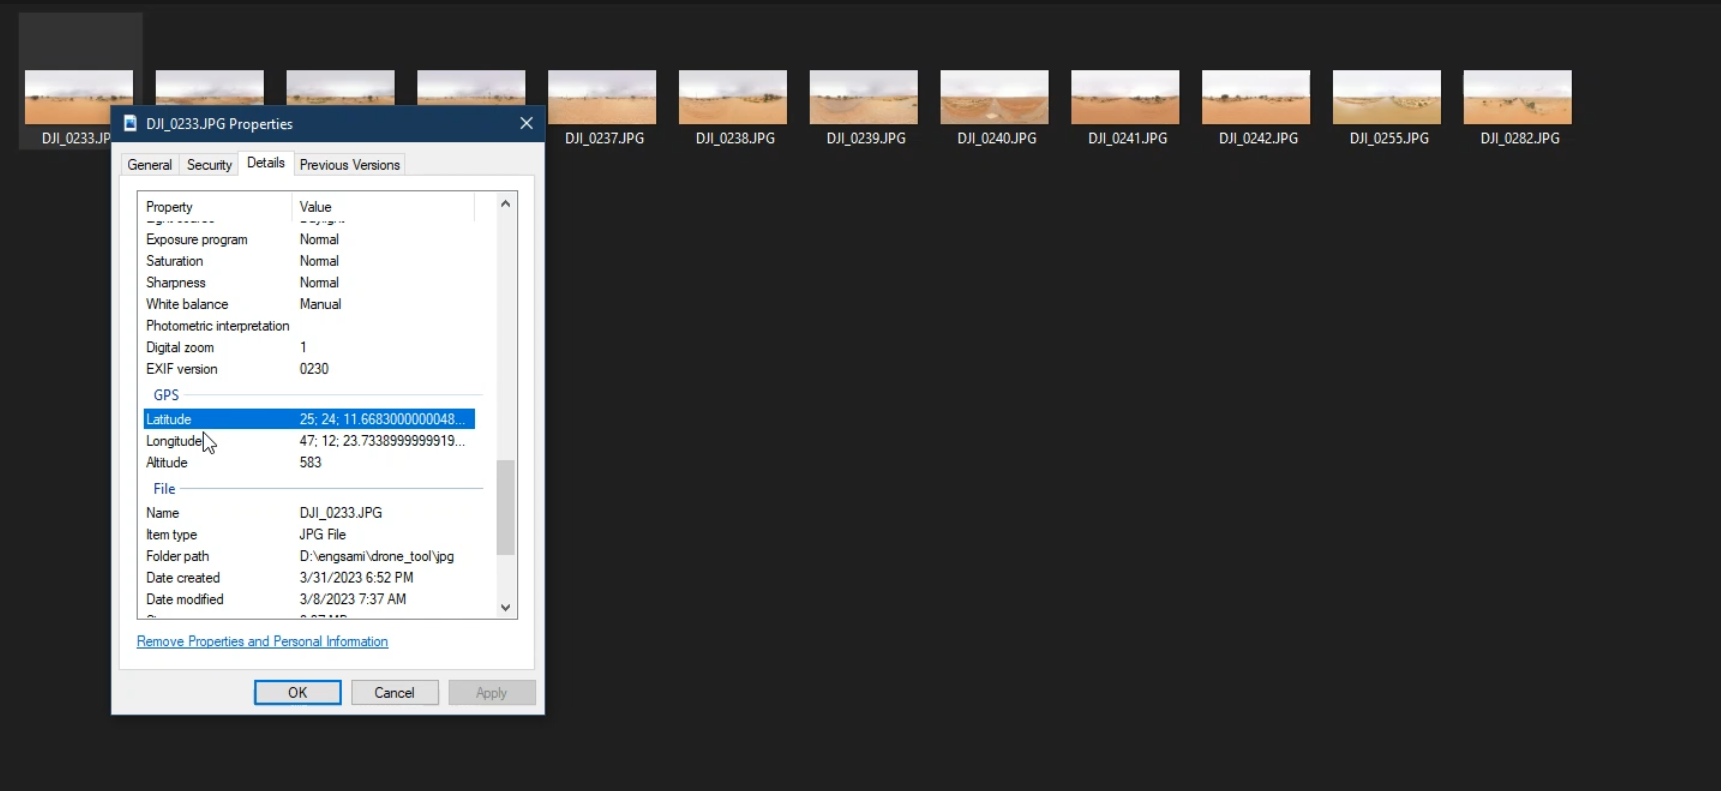 DJI_0233.JP
DJI_0237.JPG
DJI_0238.JPG
DJI_0239.JPG
DJI_0240.JPG
DJI_0241.JPG
DJI_0242.JPG
DJI_0255.JPG
DJI_0282.JPG
DJI_0233.JPG Properties
General Security Details Previous Versions
Property Value
Exposure program Normal
Saturation Normal
Sharpness Normal
White balance Manual
Photometric interpretation
Digital zoom 1
EXIF version 0230
GPS
Latitude 25; 24; 11.6683000000048...
Longitude 47; 12; 23.7338999999919...
Altitude 583
File
Name DJI_0233.JPG
Item type JPG File
Folder path D:\engsami\drone_tool\jpg
Date created 3/31/2023 6:52 PM
Date modified 3/8/2023 7:37 AM
Remove Properties and Personal Information
OK Cancel Apply